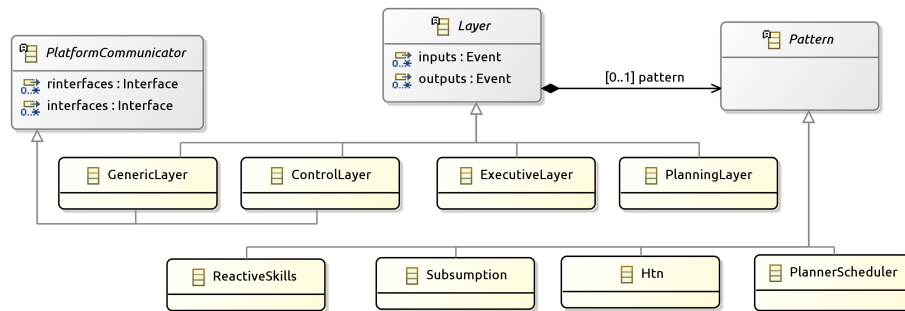 PlatformCommunicator
rinterfaces : Interface
0..*
interfaces : Interface
0..*
Layer
inputs : Event
0..*
outputs : Event
0..*
[0..1] pattern
Pattern
GenericLayer
ControlLayer
ExecutiveLayer
PlanningLayer
ReactiveSkills
Subsumption
Htn
PlannerScheduler